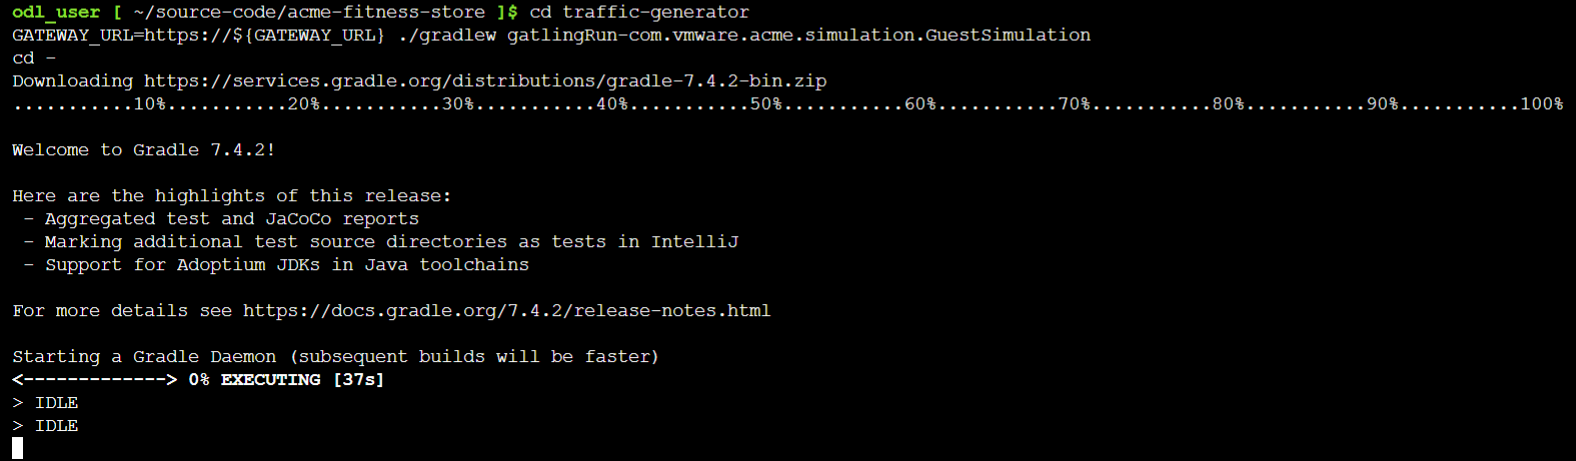 odl_user [ ~/source-code/acme-fitness-store ]$ cd traffic-generator
GATEWAY_URL=https://${GATEWAY_URL} ./gradlew gatlingRun-com.vmware.acme.simulation.GuestSimulation
cd -
Downloading https://services.gradle.org/distributions/gradle-7.4.2-bin.zip
...........10%...........20%...........30%...........40%...........50%...........60%...........70%...........80%...........90%...........100%
Welcome to Gradle 7.4.2!
Here are the highlights of this release:
 - Aggregated test and JaCoCo reports
 - Marking additional test source directories as tests in IntelliJ
 - Support for Adoptium JDKs in Java toolchains
For more details see https://docs.gradle.org/7.4.2/release-notes.html
Starting a Gradle Daemon (subsequent builds will be faster)
<-------------> 0% EXECUTING [37s]
> IDLE
> IDLE